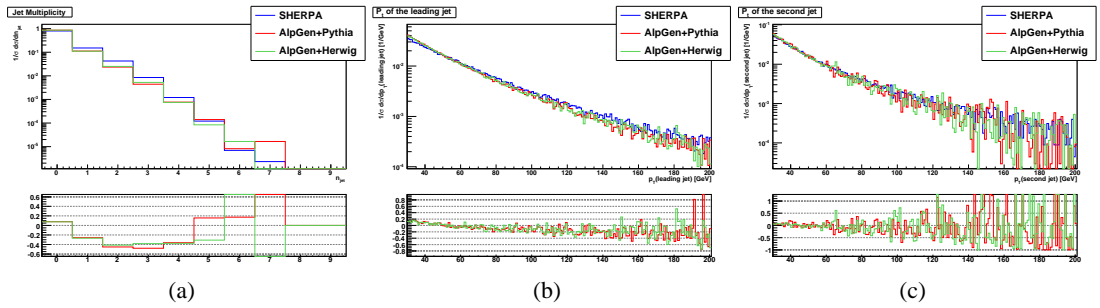 Jet Multiplicity
1/σ dσ/dn_jet
1
10^-1
10^-2
10^-3
10^-4
10^-5
SHERPA
AlpGen+Pythia
AlpGen+Herwig
0 1 2 3 4 5 6 7 8 9
n_jet
0.6
0.4
0.2
0
-0.2
-0.4
-0.6
0 1 2 3 4 5 6 7 8 9
(a)
P_t of the leading jet
1/σ dσ/dp_t(leading jet) [1/GeV]
10^-2
10^-3
10^-4
SHERPA
AlpGen+Pythia
AlpGen+Herwig
40 60 80 100 120 140 160 180 200
p_t(leading jet) [GeV]
0.8
0.6
0.4
0.2
0
-0.2
-0.4
-0.6
-0.8
40 60 80 100 120 140 160 180 200
(b)
P_t of the second jet
1/σ dσ/dp_t(second jet) [1/GeV]
10^-1
10^-2
10^-3
10^-4
SHERPA
AlpGen+Pythia
AlpGen+Herwig
40 60 80 100 120 140 160 180 200
p_t(second jet) [GeV]
1
0.5
0
-0.5
-1
40 60 80 100 120 140 160 180 200
(c)